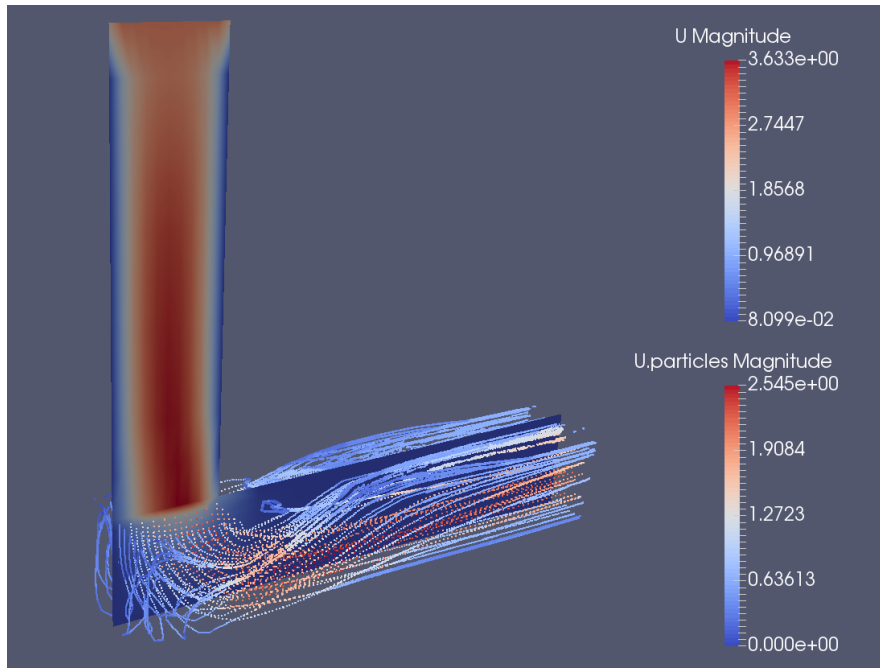 U Magnitude
3.633e+00
2.7447
1.8568
0.96891
8.099e-02
U.particles Magnitude
2.545e+00
1.9084
1.2723
0.63613
0.000e+00